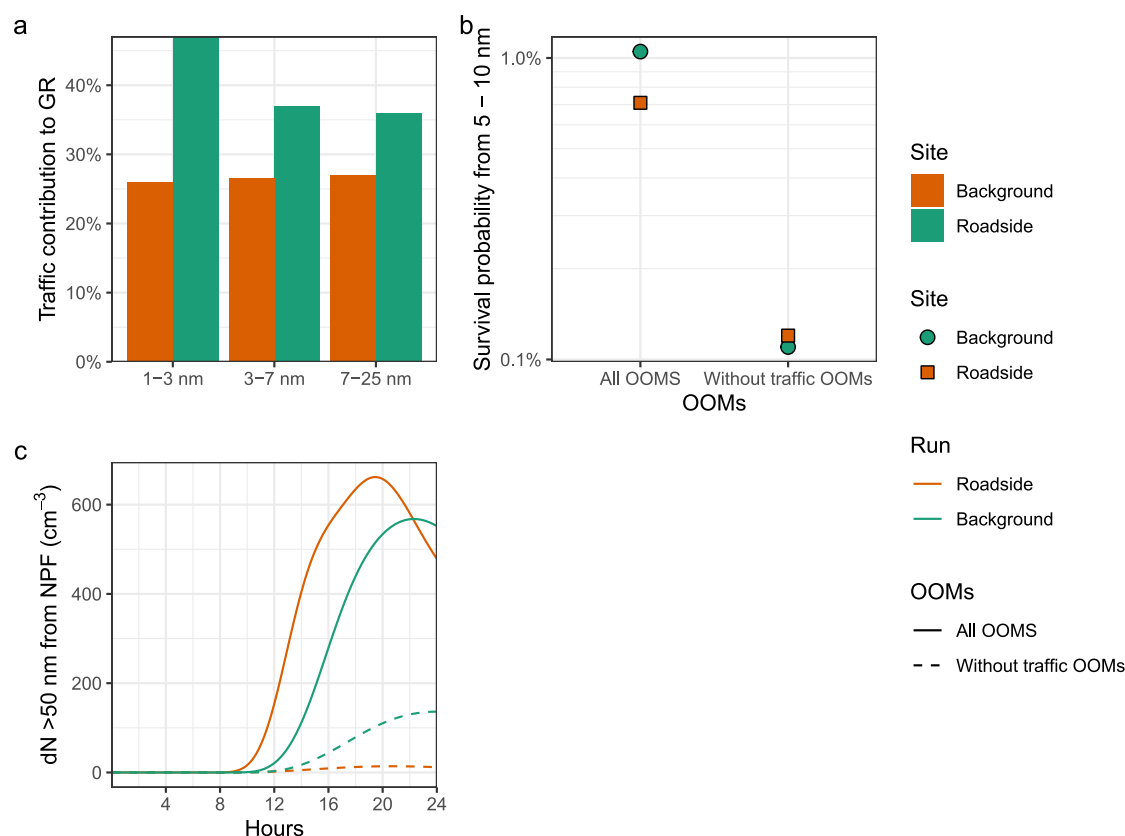 a
Traffic contribution to GR
40%
30%
20%
10%
0%
1−3 nm
3−7 nm
7−25 nm
b
Survival probability from 5 − 10 nm
1.0%
0.1%
All OOMS
Without traffic OOMs
OOMs
Site
Background
Roadside
Site
Background
Roadside
Run
Roadside
Background
OOMs
All OOMS
Without traffic OOMs
c
dN >50 nm from NPF (cm⁻³)
600
400
200
0
4
8
12
16
20
24
Hours